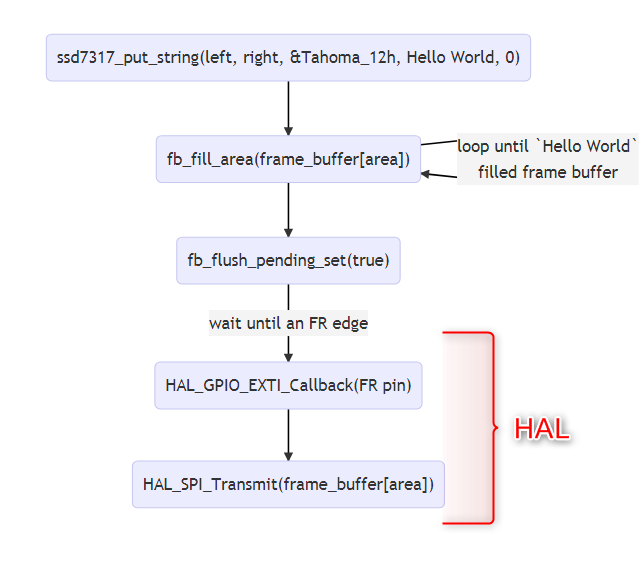 ssd7317_put_string(left, right, &Tahoma_12h, Hello World, 0)
fb_fill_area(frame_buffer[area])
loop until `Hello World`
filled frame buffer
fb_flush_pending_set(true)
wait until an FR edge
HAL_GPIO_EXTI_Callback(FR pin)
HAL
HAL_SPI_Transmit(frame_buffer[area])